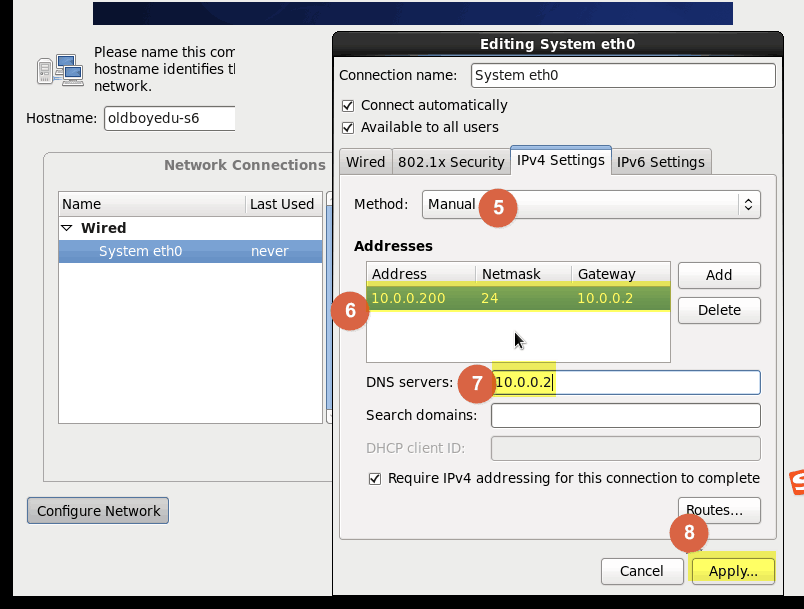 Please name this com
hostname identifies t
network.
Hostname: oldboyedu-s6
Network Connections
Name Last Used
Wired
System eth0 never
Configure Network
Editing System eth0
Connection name: System eth0
Connect automatically
Available to all users
Wired 802.1x Security IPv4 Settings IPv6 Settings
Method: Manual 5
Addresses
Address Netmask Gateway Add
6 10.0.0.200 24 10.0.0.2
Delete
DNS servers: 7 10.0.0.2
Search domains:
DHCP client ID:
Require IPv4 addressing for this connection to complete
Routes...
8
Cancel Apply...